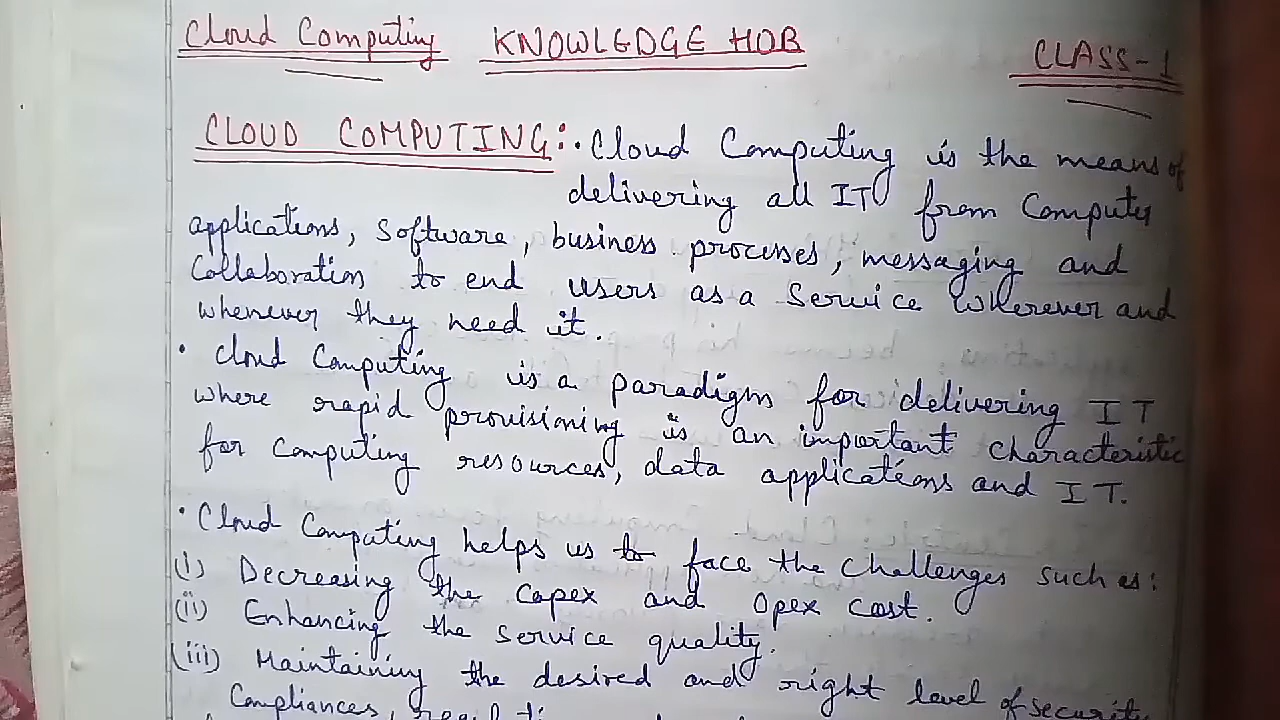 Cloud Computing KNOWLEDGE HUB CLASS-1
CLOUD COMPUTING:· Cloud Computing is the means of
delivering all IT from Computer
applications, Software, business processes, messaging and
Collaboration to end users as a Service wherever and
whenever they need it.
· Cloud Computing is a paradigm for delivering IT
where rapid provisioning is an important characteristic
for Computing resources, data applications and IT.
· Cloud Computing helps us to face the challenges such as:
(i) Decreasing the Capex and Opex cost.
(ii) Enhancing the service quality.
(iii) Maintaining the desired and right level of security
Compliances,